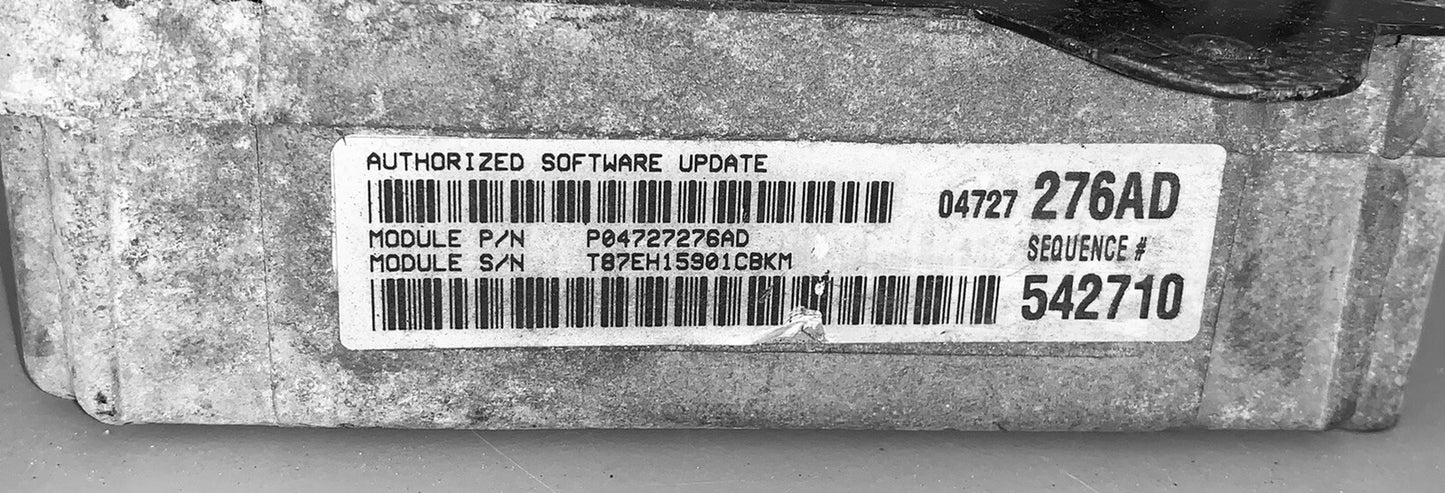 AUTHORIZED SOFTWARE UPDATE
04727 276AD
MODULE P/N P04727276AD
MODULE S/N T87EH15901CBKM
SEQUENCE #
542710